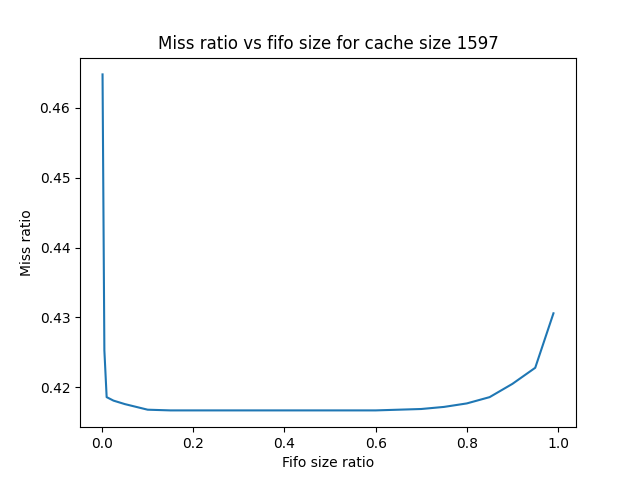 Miss ratio vs fifo size for cache size 1597
0.46
0.45
0.44
0.43
0.42
Miss ratio
0.0 0.2 0.4 0.6 0.8 1.0
Fifo size ratio